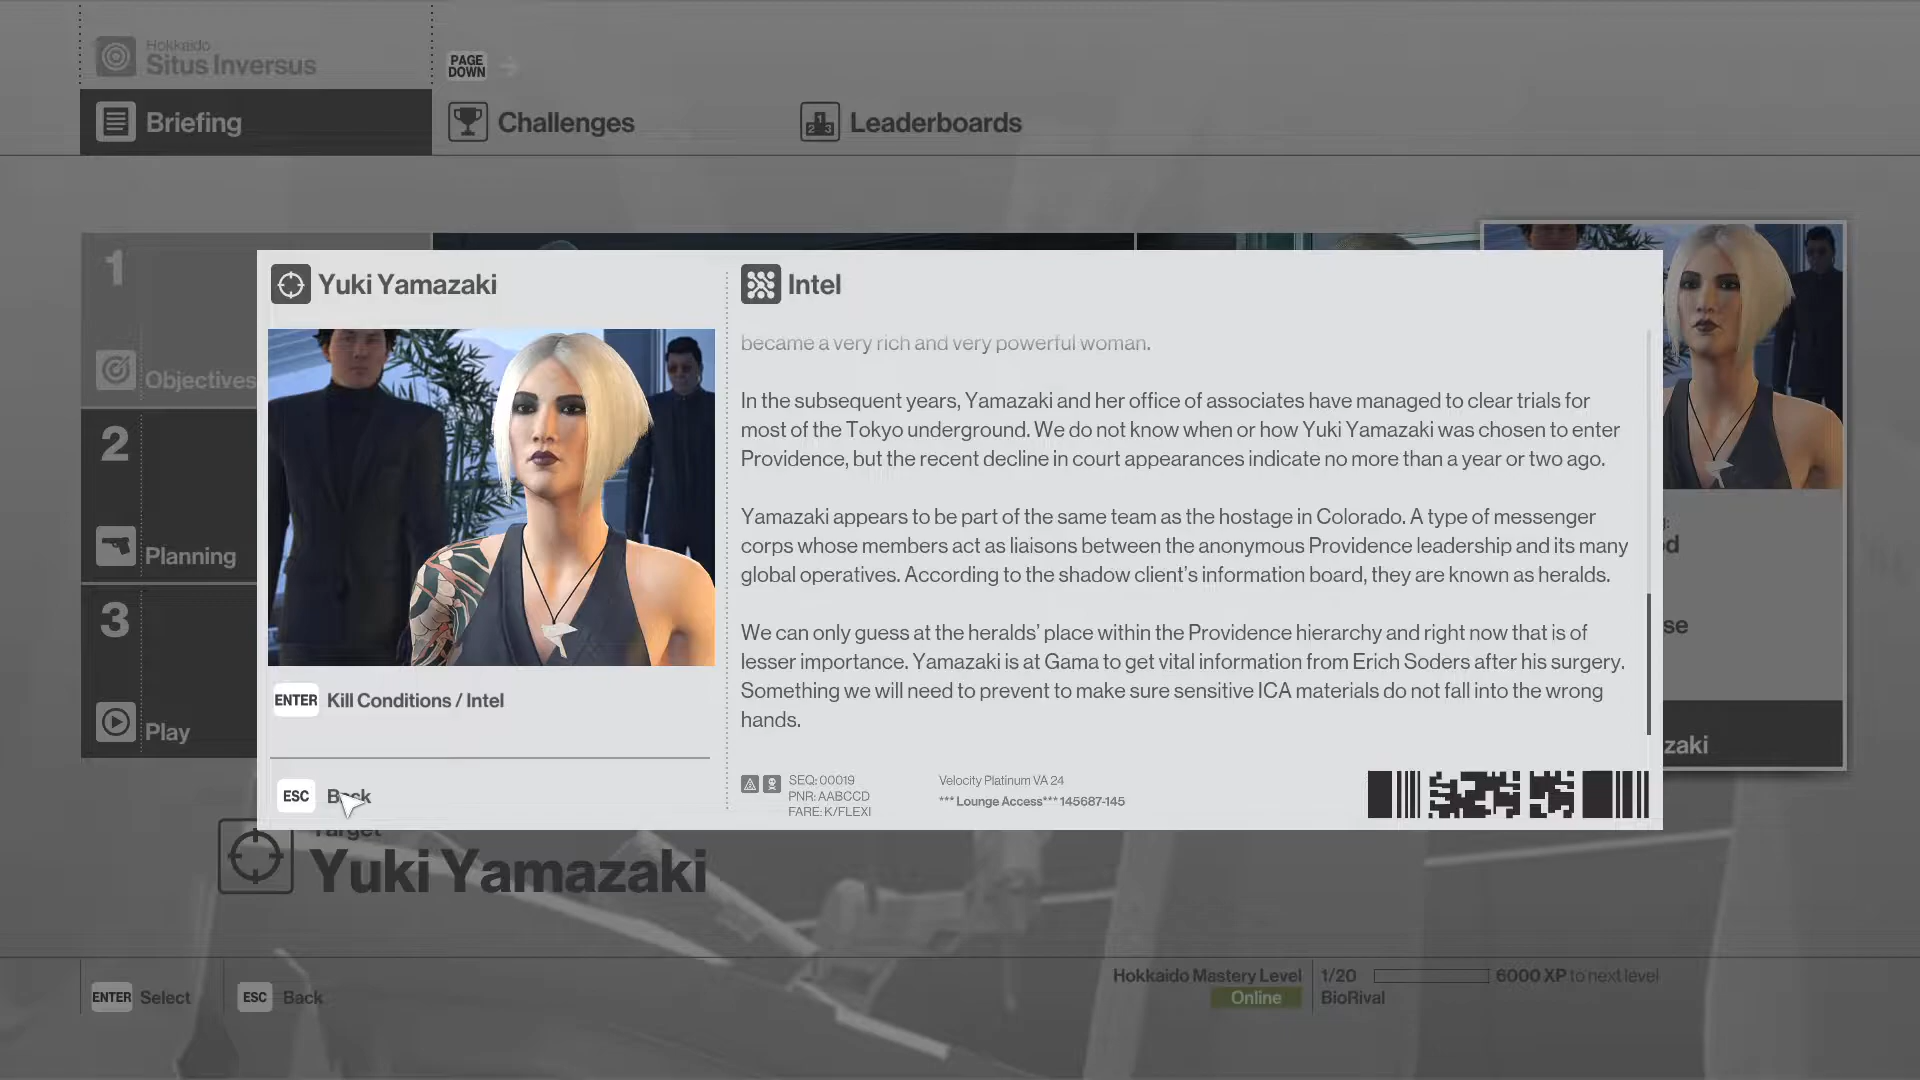 Hokkaido
Situs Inversus
PAGE DOWN
Briefing
Challenges
Leaderboards
1
Objectives
2
Planning
3
Play
Yuki Yamazaki
ENTER Kill Conditions / Intel
ESC Back
Intel
became a very rich and very powerful woman.
In the subsequent years, Yamazaki and her office of associates have managed to clear trials for
most of the Tokyo underground. We do not know when or how Yuki Yamazaki was chosen to enter
Providence, but the recent decline in court appearances indicate no more than a year or two ago.
Yamazaki appears to be part of the same team as the hostage in Colorado. A type of messenger
corps whose members act as liaisons between the anonymous Providence leadership and its many
global operatives. According to the shadow client's information board, they are known as heralds.
We can only guess at the heralds' place within the Providence hierarchy and right now that is of
lesser importance. Yamazaki is at Gama to get vital information from Erich Soders after his surgery.
Something we will need to prevent to make sure sensitive ICA materials do not fall into the wrong
hands.
SEQ: 00019
PNR: AABCCD
FARE: K/FLEXI
Velocity Platinum VA 24
*** Lounge Access*** 145687-145
zaki
Target
Yuki Yamazaki
ENTER Select
ESC Back
Hokkaido Mastery Level
Online
1/20
6000 XP to next level
BioRival